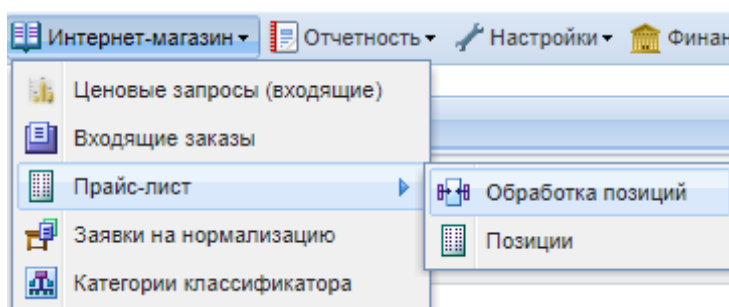 Интернет-магазин Отчетность Настройки Финан
Ценовые запросы (входящие)
Входящие заказы
Прайс-лист Обработка позиций
Заявки на нормализацию Позиции
Категории классификатора